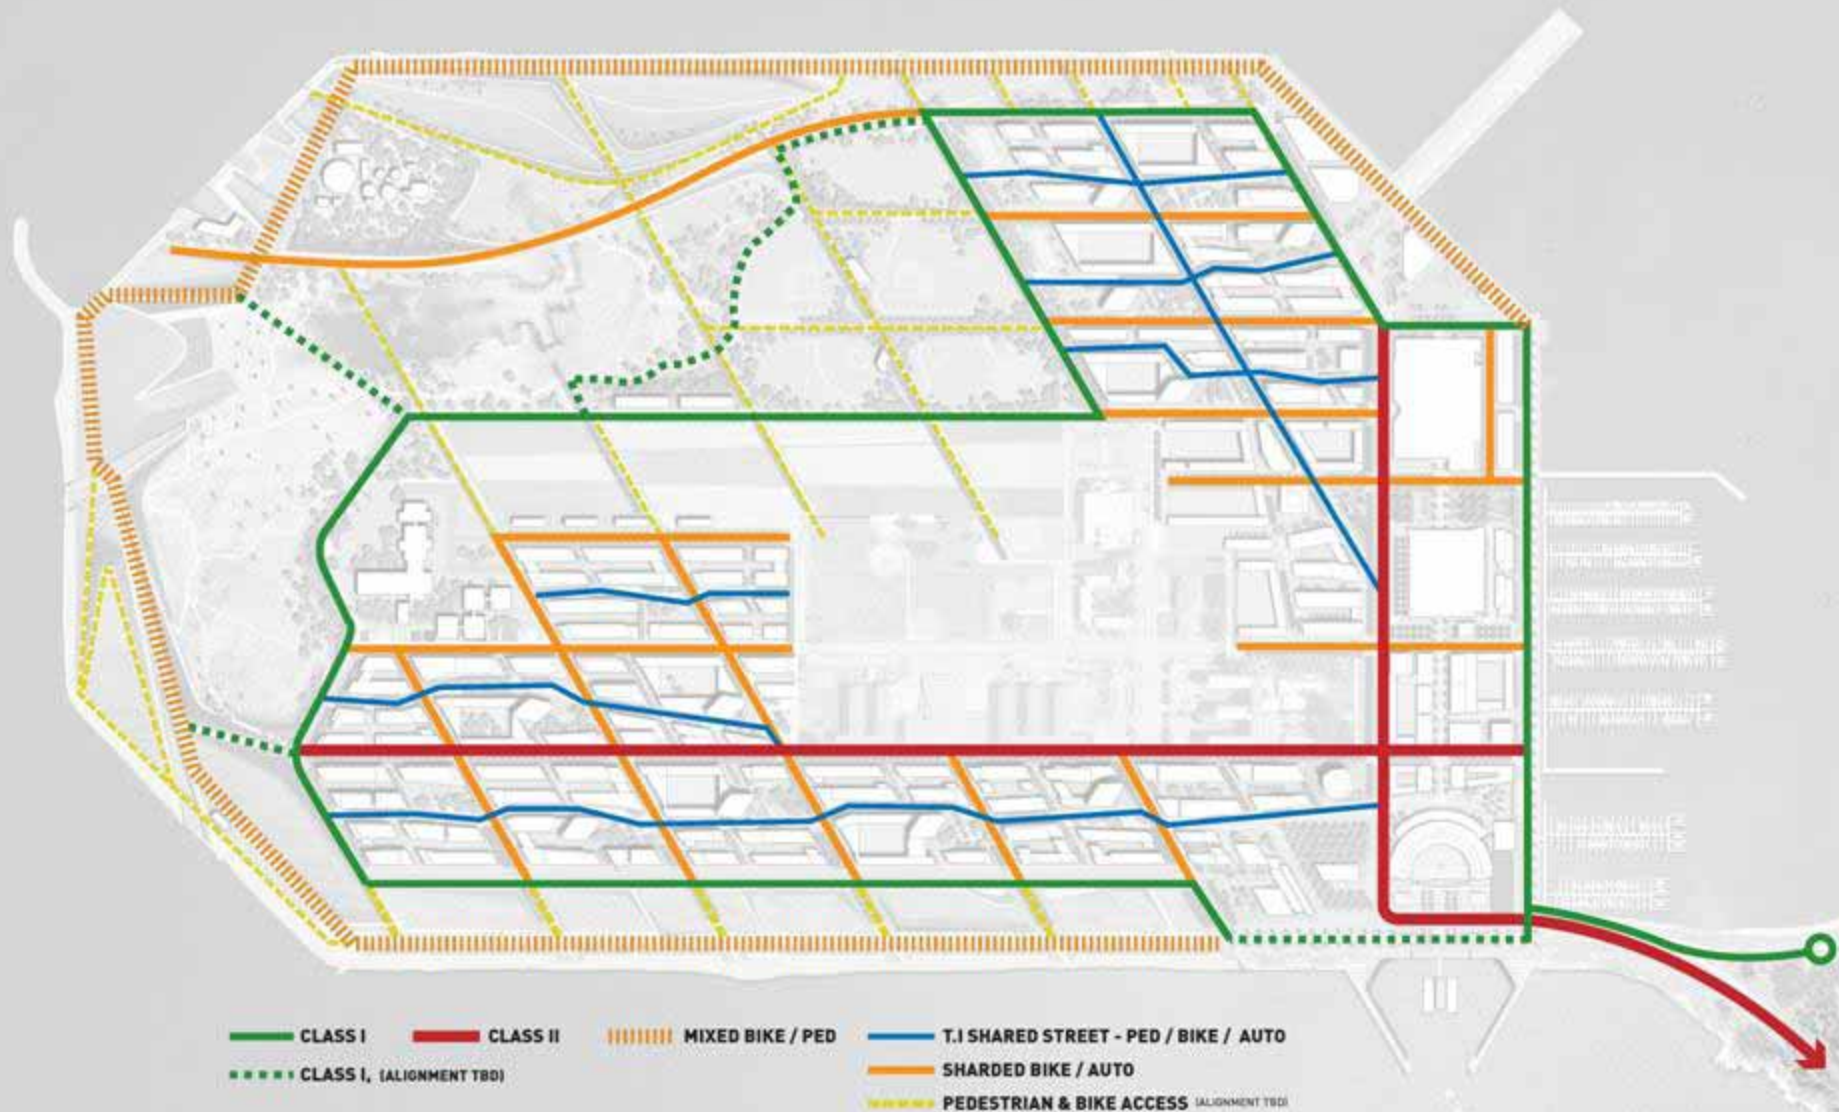 CLASS I
CLASS II
MIXED BIKE / PED
T.I SHARED STREET - PED / BIKE / AUTO
CLASS I, (ALIGNMENT TBD)
SHARDED BIKE / AUTO
PEDESTRIAN & BIKE ACCESS (ALIGNMENT TBD)